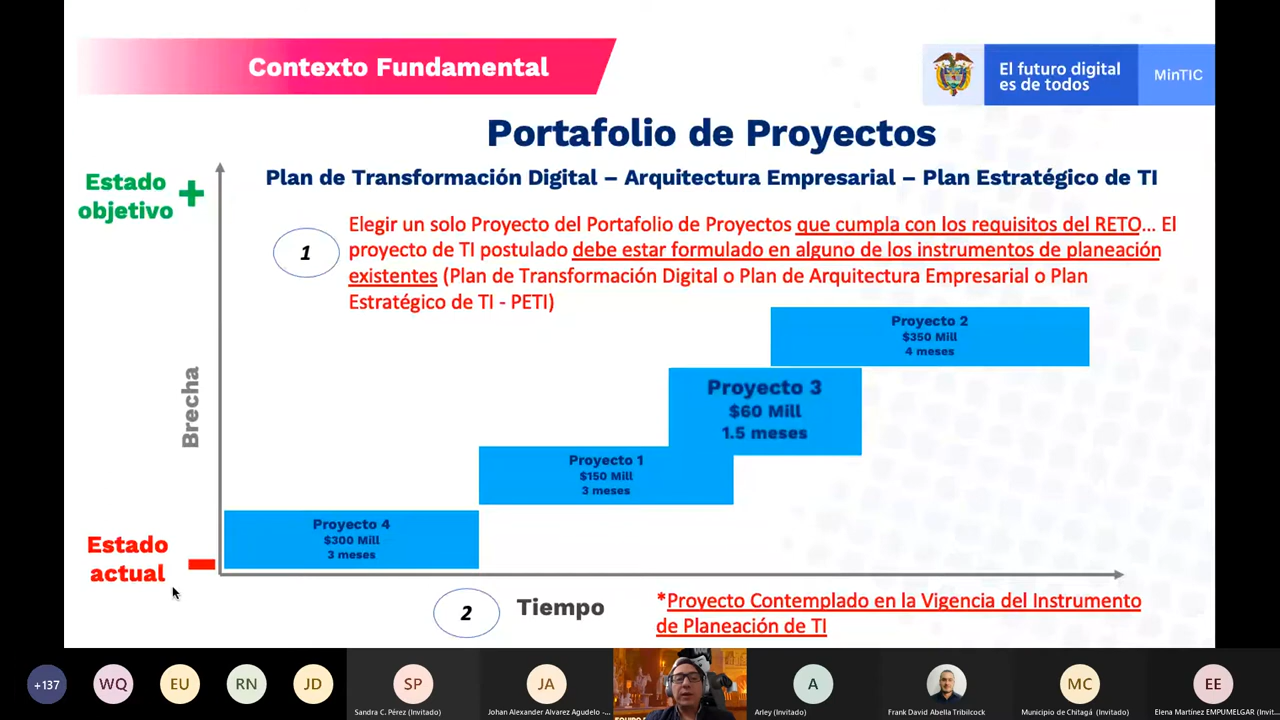 Contexto Fundamental
El futuro digital
es de todos
MinTIC
Portafolio de Proyectos
Plan de Transformación Digital – Arquitectura Empresarial – Plan Estratégico de TI
Estado
objetivo
+
1
Elegir un solo Proyecto del Portafolio de Proyectos que cumpla con los requisitos del RETO... El
proyecto de TI postulado debe estar formulado en alguno de los instrumentos de planeación
existentes (Plan de Transformación Digital o Plan de Arquitectura Empresarial o Plan
Estratégico de TI - PETI)
Proyecto 2
$350 Mill
4 meses
Brecha
Proyecto 3
$60 Mill
1.5 meses
Proyecto 1
$150 Mill
3 meses
Proyecto 4
$300 Mill
3 meses
Estado
actual
-
2
Tiempo
*Proyecto Contemplado en la Vigencia del Instrumento
de Planeación de TI
+137
WQ
EU
RN
JD
SP
Sandra C. Pérez (Invitado)
JA
Johan Alexander Alvarez Agudelo -...
A
Arley (Invitado)
Frank David Abella Tribilcock
MC
Municipio de Chitagá (Invitado)
EE
Elena Martínez EMPUMELGAR (Invit...